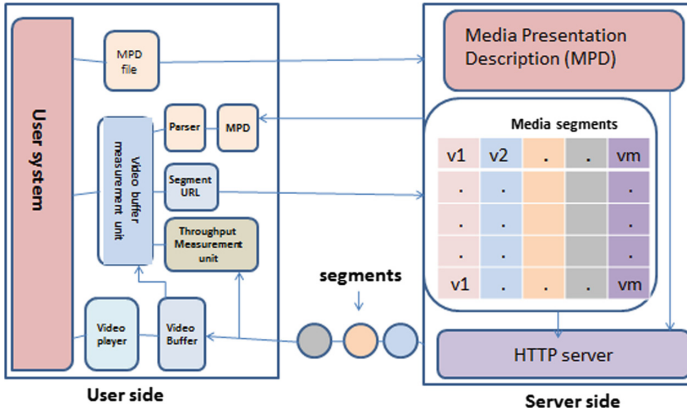 MPD
file
User system
Parser
MPD
Video buffer
measurement unit
Segment
URL
Throughput
Measurement
unit
Video
player
Video
Buffer
User side
segments
Media Presentation
Description (MPD)
Media segments
v1 v2 . . vm
. . . . .
. . . . .
. . . . .
v1 . . . vm
HTTP server
Server side